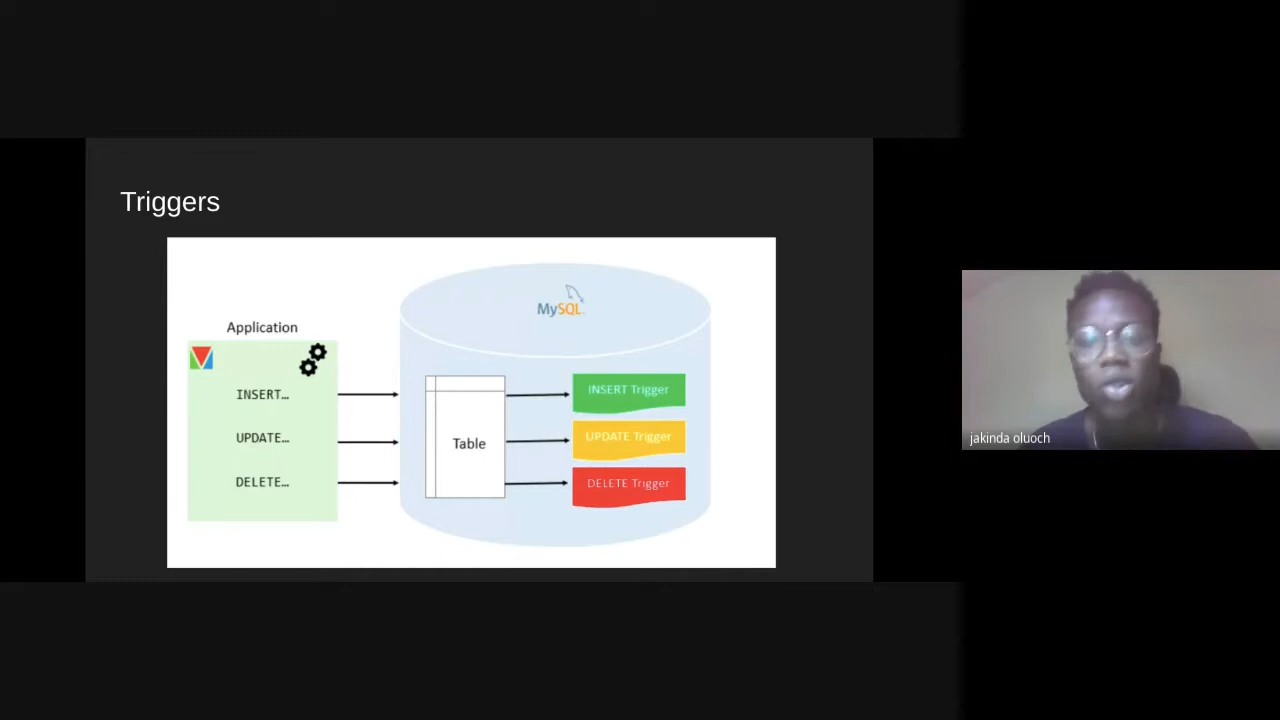 Triggers
MySQL
Application
INSERT…
UPDATE…
DELETE…
Table
INSERT Trigger
UPDATE Trigger
DELETE Trigger
jakinda oluoch